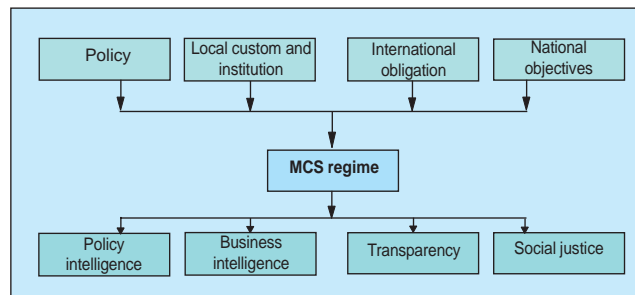 Policy
Local custom and
institution
International
obligation
National
objectives
MCS regime
Policy
intelligence
Business
intelligence
Transparency
Social justice